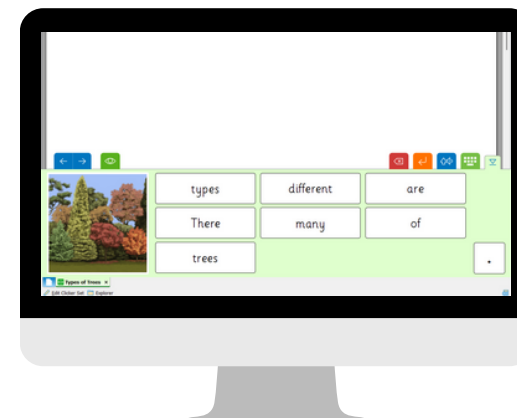 types different are
There many of
trees .
Types of Trees ×
Edit Clicker Set Explorer